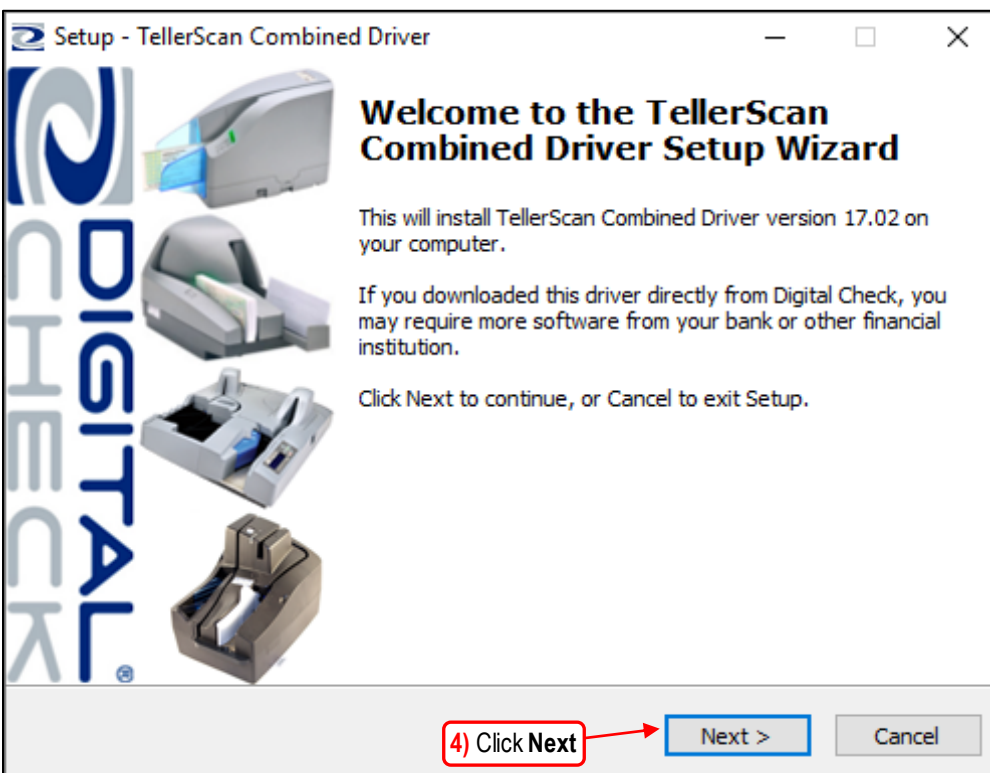 Setup - TellerScan Combined Driver
DIGITAL
CHECK
®
Welcome to the TellerScan
Combined Driver Setup Wizard
This will install TellerScan Combined Driver version 17.02 on
your computer.
If you downloaded this driver directly from Digital Check, you
may require more software from your bank or other financial
institution.
Click Next to continue, or Cancel to exit Setup.
4) Click Next
Next >
Cancel